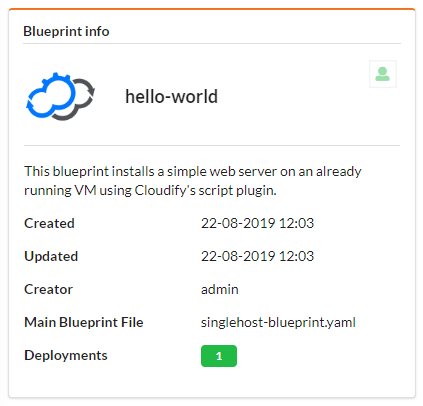 Blueprint info
hello-world
This blueprint installs a simple web server on an already
running VM using Cloudify's script plugin.
Created 22-08-2019 12:03
Updated 22-08-2019 12:03
Creator admin
Main Blueprint File singlehost-blueprint.yaml
Deployments 1